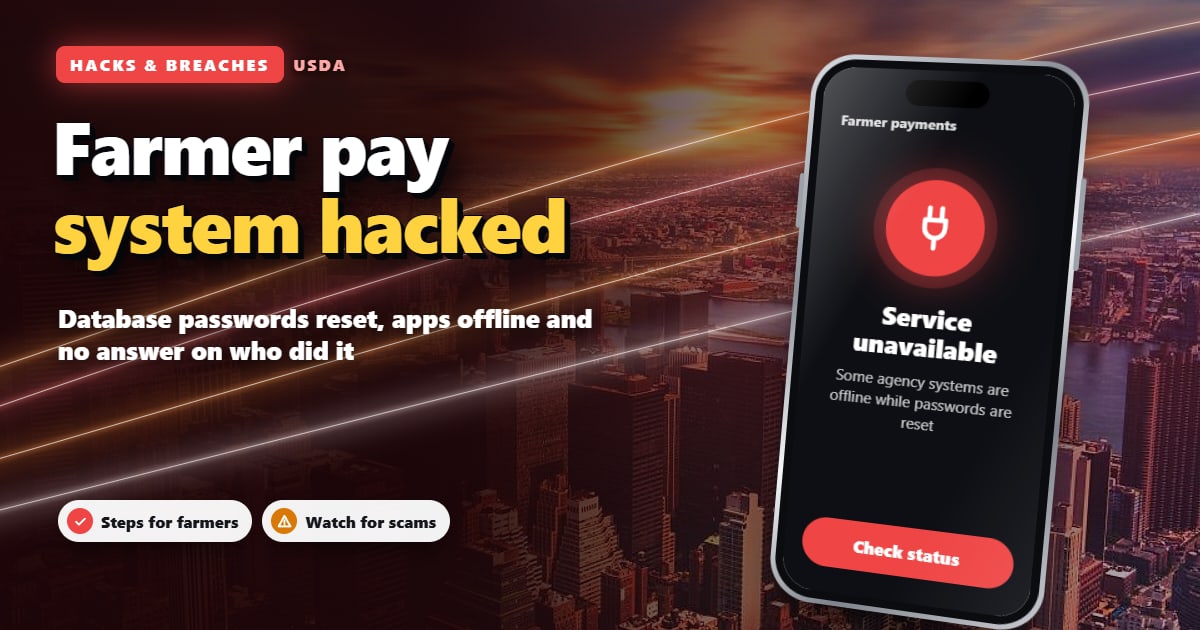 HACKS & BREACHES USDA
Farmer pay
system hacked
Database passwords reset, apps offline and
no answer on who did it
Steps for farmers
Watch for scams
Farmer payments
Service
unavailable
Some agency systems are
offline while passwords are
reset
Check status